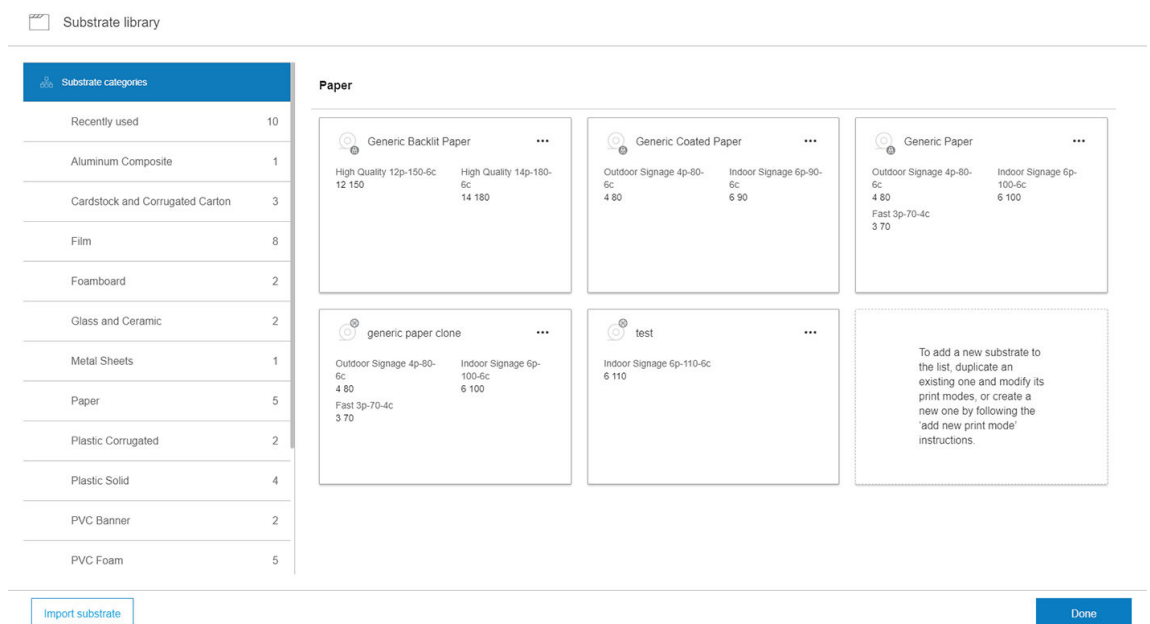 Substrate library
Substrate categories
Recently used 10
Aluminum Composite 1
Cardstock and Corrugated Carton 3
Film 8
Foamboard 2
Glass and Ceramic 2
Metal Sheets 1
Paper 5
Plastic Corrugated 2
Plastic Solid 4
PVC Banner 2
PVC Foam 5
Paper
Generic Backlit Paper •••
High Quality 12p-150-6c
12 150
High Quality 14p-180-
6c
14 180
Generic Coated Paper •••
Outdoor Signage 4p-80-
6c
4 80
Indoor Signage 6p-90-
6c
6 90
Generic Paper •••
Outdoor Signage 4p-80-
6c
4 80
Indoor Signage 6p-
100-6c
6 100
Fast 3p-70-4c
3 70
generic paper clone •••
Outdoor Signage 4p-80-
6c
4 80
Indoor Signage 6p-
100-6c
6 100
Fast 3p-70-4c
3 70
test •••
Indoor Signage 6p-110-6c
6 110
To add a new substrate to
the list, duplicate an
existing one and modify its
print modes, or create a
new one by following the
'add new print mode'
instructions.
Import substrate
Done